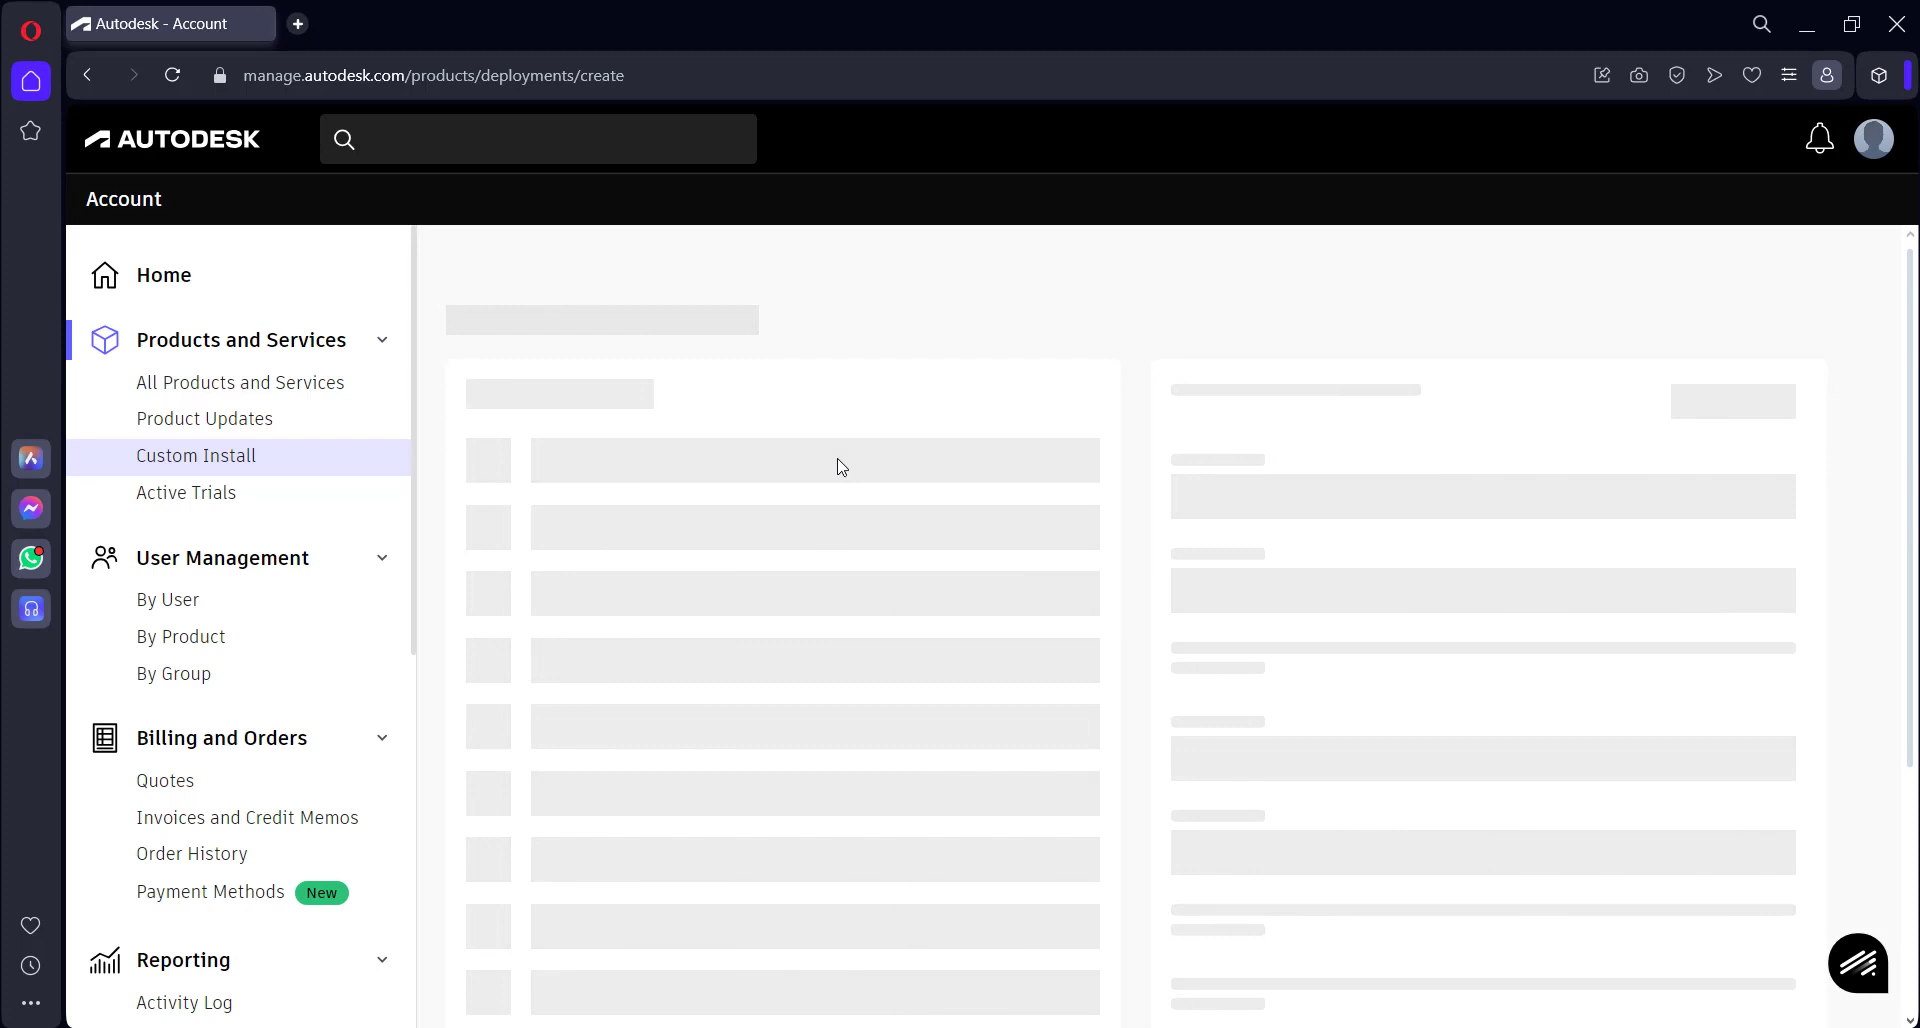 Autodesk - Account
manage.autodesk.com/products/deployments/create
AUTODESK
Account
Home
Products and Services
All Products and Services
Product Updates
Custom Install
Active Trials
User Management
By User
By Product
By Group
Billing and Orders
Quotes
Invoices and Credit Memos
Order History
Payment Methods New
Reporting
Activity Log